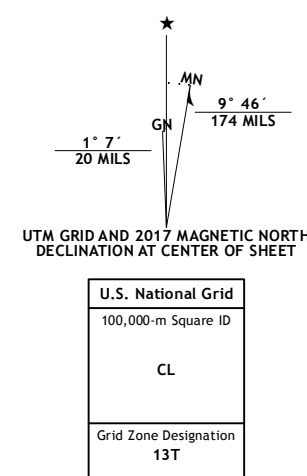 ★
MN
GN
9° 46´
174 MILS
1° 7´
20 MILS
UTM GRID AND 2017 MAGNETIC NORTH
DECLINATION AT CENTER OF SHEET
U.S. National Grid
100,000-m Square ID
CL
Grid Zone Designation
13T